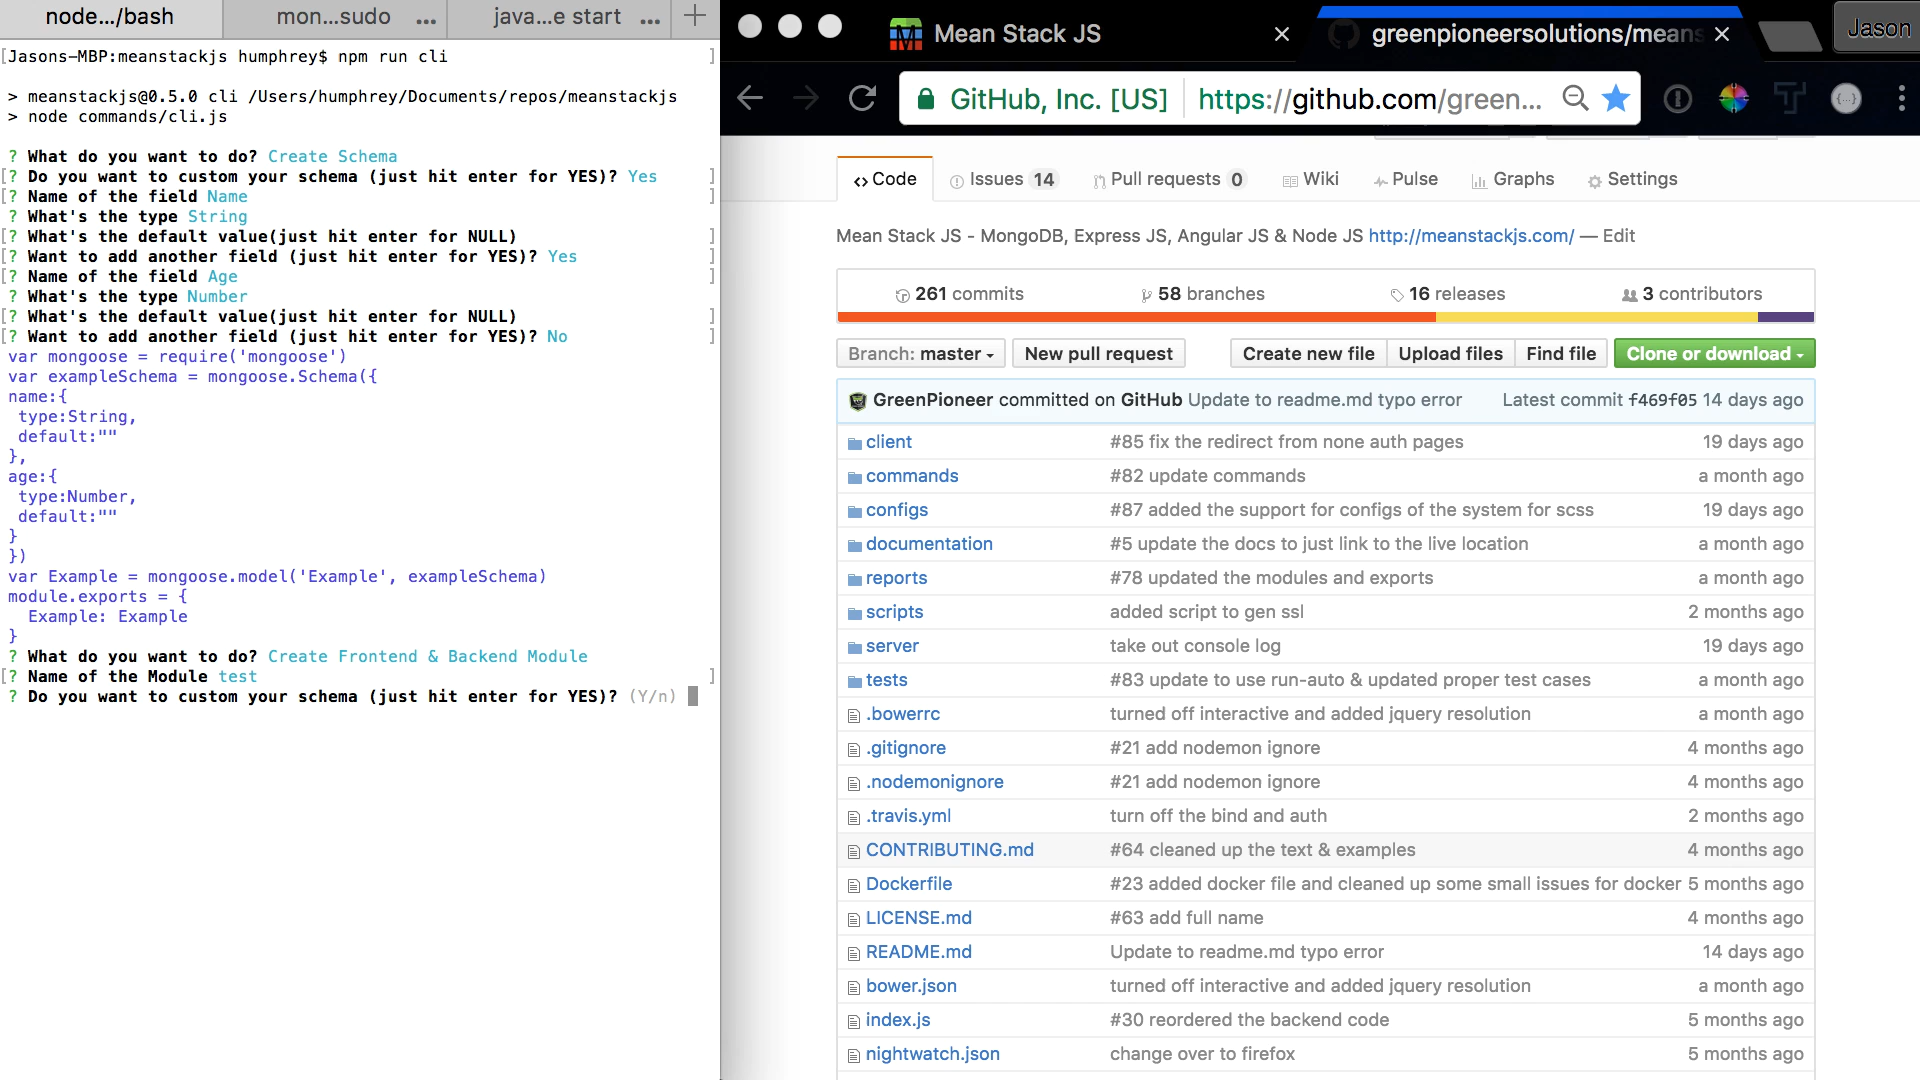 node.../bash
mon...sudo ...
java...e start ...
[Jasons-MBP:meanstackjs humphrey$ npm run cli ]
> meanstackjs@0.5.0 cli /Users/humphrey/Documents/repos/meanstackjs
> node commands/cli.js
? What do you want to do? Create Schema
[? Do you want to custom your schema (just hit enter for YES)? Yes ]
[? Name of the field Name ]
? What's the type String
[? What's the default value(just hit enter for NULL) ]
[? Want to add another field (just hit enter for YES)? Yes ]
[? Name of the field Age ]
? What's the type Number
[? What's the default value(just hit enter for NULL) ]
[? Want to add another field (just hit enter for YES)? No ]
var mongoose = require('mongoose')
var exampleSchema = mongoose.Schema({
name:{
type:String,
default:""
},
age:{
type:Number,
default:""
}
})
var Example = mongoose.model('Example', exampleSchema)
module.exports = {
Example: Example
}
? What do you want to do? Create Frontend & Backend Module
[? Name of the Module test ]
? Do you want to custom your schema (just hit enter for YES)? (Y/n)
Mean Stack JS
greenpioneersolutions/means
Jason
GitHub, Inc. [US] https://github.com/green...
Code
Issues 14
Pull requests 0
Wiki
Pulse
Graphs
Settings
Mean Stack JS - MongoDB, Express JS, Angular JS & Node JS http://meanstackjs.com/ — Edit
261 commits
58 branches
16 releases
3 contributors
Branch: master
New pull request
Create new file
Upload files
Find file
Clone or download
GreenPioneer committed on GitHub Update to readme.md typo error Latest commit f469f05 14 days ago
client #85 fix the redirect from none auth pages 19 days ago
commands #82 update commands a month ago
configs #87 added the support for configs of the system for scss 19 days ago
documentation #5 update the docs to just link to the live location a month ago
reports #78 updated the modules and exports a month ago
scripts added script to gen ssl 2 months ago
server take out console log 19 days ago
tests #83 update to use run-auto & updated proper test cases a month ago
.bowerrc turned off interactive and added jquery resolution a month ago
.gitignore #21 add nodemon ignore 4 months ago
.nodemonignore #21 add nodemon ignore 4 months ago
.travis.yml turn off the bind and auth 2 months ago
CONTRIBUTING.md #64 cleaned up the text & examples 4 months ago
Dockerfile #23 added docker file and cleaned up some small issues for docker 5 months ago
LICENSE.md #63 add full name 4 months ago
README.md Update to readme.md typo error 14 days ago
bower.json turned off interactive and added jquery resolution a month ago
index.js #30 reordered the backend code 5 months ago
nightwatch.json change over to firefox 5 months ago